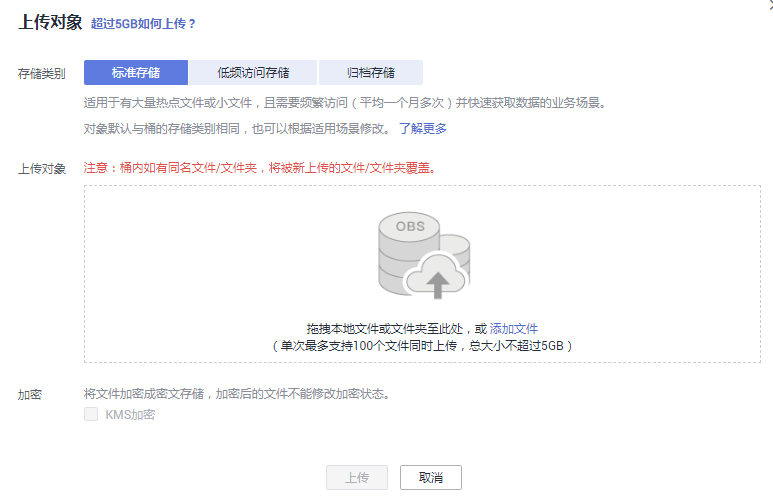 上传对象 超过5GB如何上传？
存储类别 标准存储 低频访问存储 归档存储
适用于有大量热点文件或小文件，且需要频繁访问（平均一个月多次）并快速获取数据的业务场景。
对象默认与桶的存储类别相同，也可以根据适用场景修改。 了解更多
上传对象 注意：桶内如有同名文件/文件夹，将被新上传的文件/文件夹覆盖。
OBS
拖拽本地文件或文件夹至此处，或 添加文件
（单次最多支持100个文件同时上传，总大小不超过5GB）
加密 将文件加密成密文存储，加密后的文件不能修改加密状态。
KMS加密
上传 取消